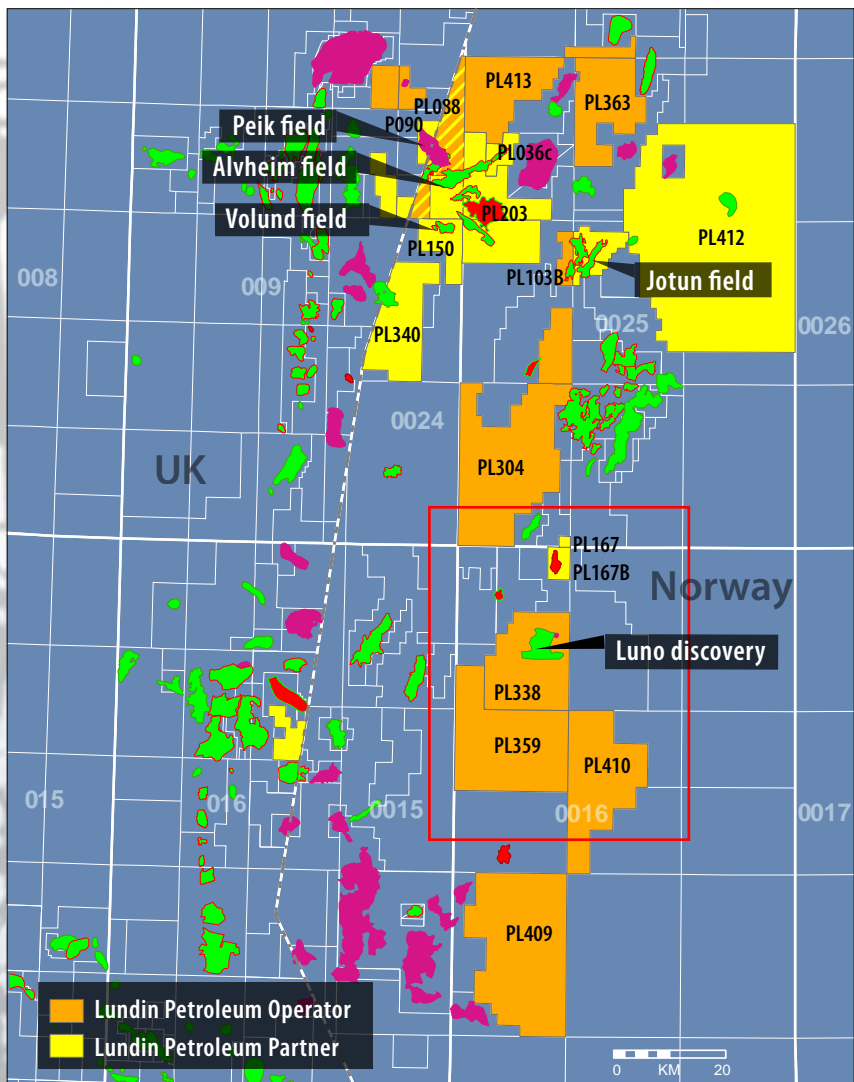 PL413
PL088
PL363
P090
Peik field
PL036c
Alvheim field
PL203
Volund field
PL412
PL150
008
009
PL103B
Jotun field
0025
0026
PL340
0024
UK
PL304
PL167
PL167B
Norway
Luno discovery
PL338
PL359
PL410
015
016
0015
0016
0017
PL409
Lundin Petroleum Operator
Lundin Petroleum Partner
0 KM 20